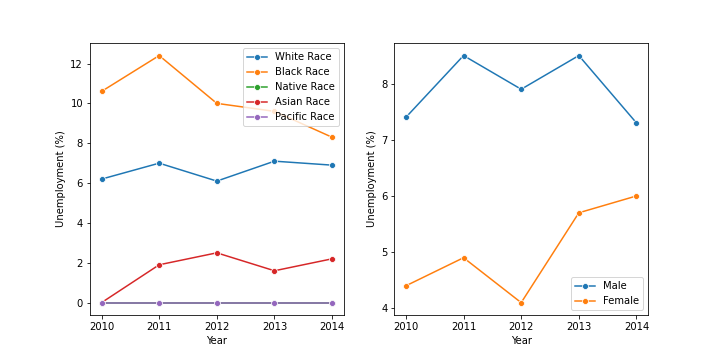 White Race
Black Race
Native Race
Asian Race
Pacific Race
12
10
8
6
4
2
0
Unemployment (%)
2010 2011 2012 2013 2014
Year
8
7
6
5
4
Unemployment (%)
Male
Female
2010 2011 2012 2013 2014
Year